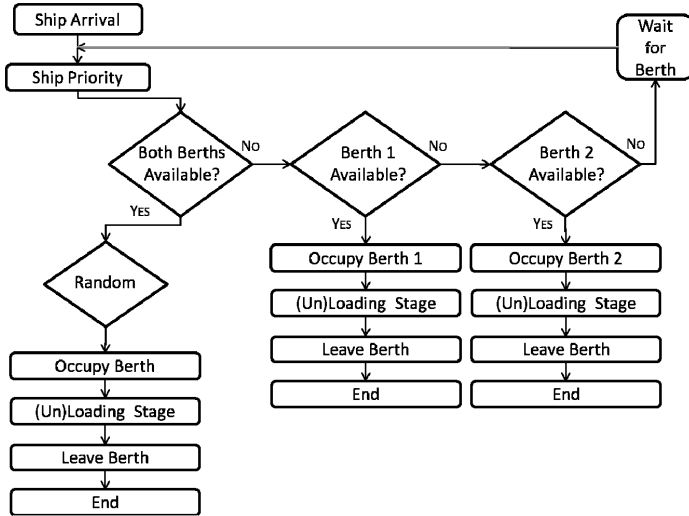 Ship Arrival
Wait
for
Berth
Ship Priority
Both Berths
Available?
No
Berth 1
Available?
No
Berth 2
Available?
No
Yes
Yes
Yes
Random
Occupy Berth 1
Occupy Berth 2
(Un)Loading Stage
(Un)Loading Stage
Leave Berth
Leave Berth
End
End
Occupy Berth
(Un)Loading Stage
Leave Berth
End